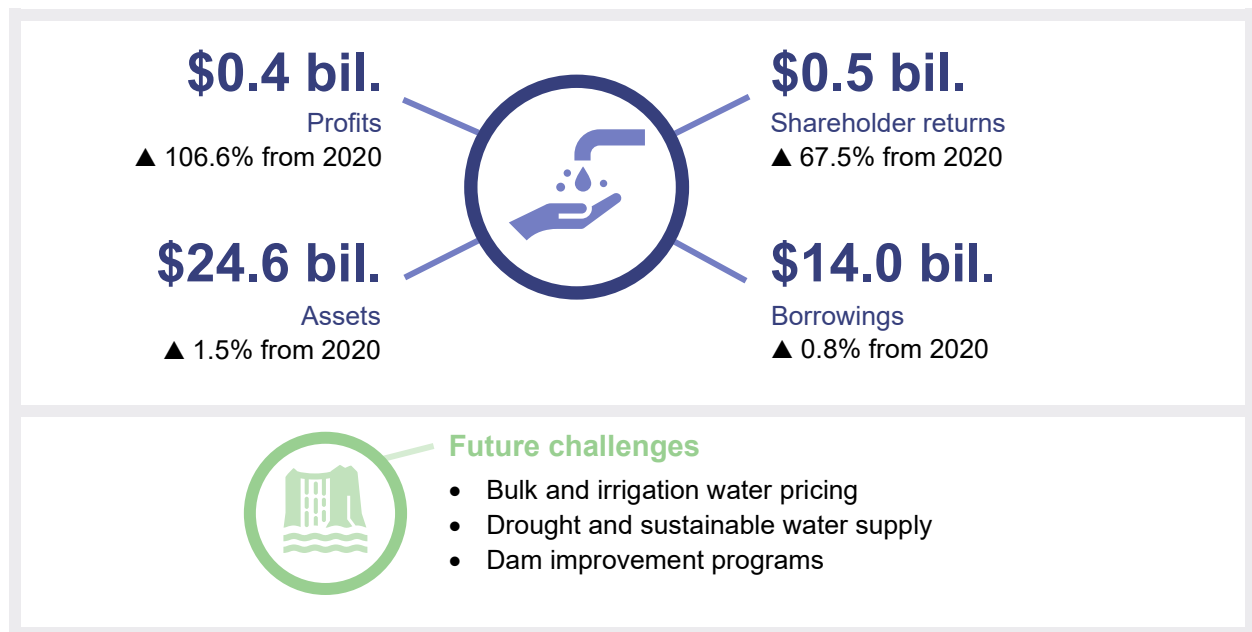 $0.4 bil.
Profits
▲ 106.6% from 2020
$0.5 bil.
Shareholder returns
▲ 67.5% from 2020
$24.6 bil.
Assets
▲ 1.5% from 2020
$14.0 bil.
Borrowings
▲ 0.8% from 2020
Future challenges
• Bulk and irrigation water pricing
• Drought and sustainable water supply
• Dam improvement programs